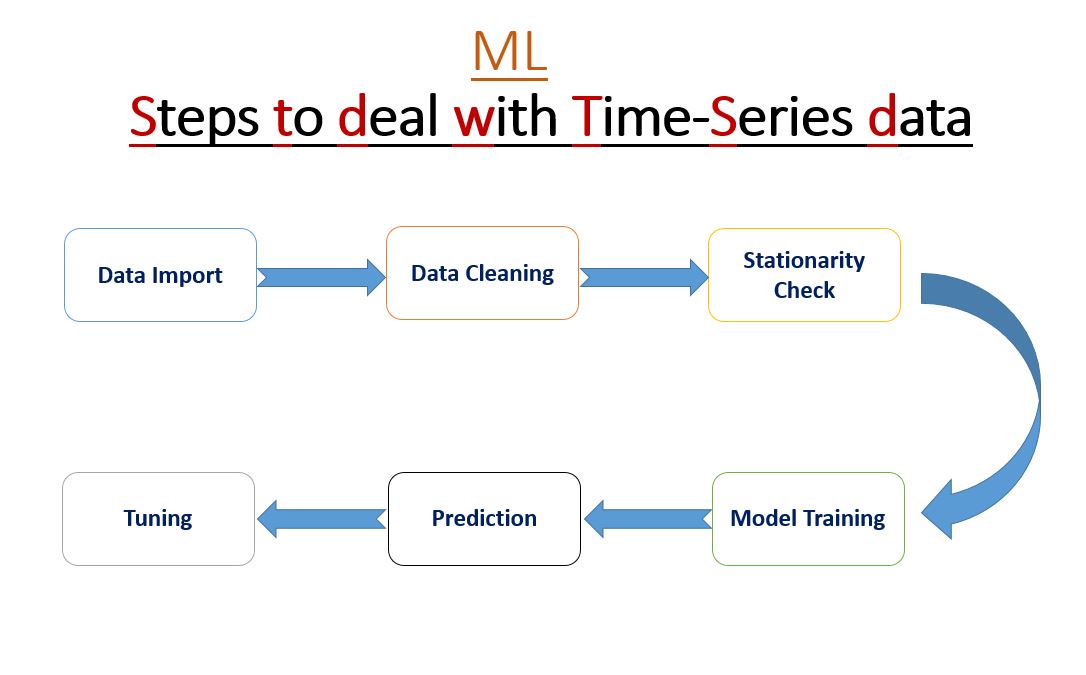 ML
Steps to deal with Time-Series data
Data Import
Data Cleaning
Stationarity
Check
Model Training
Prediction
Tuning